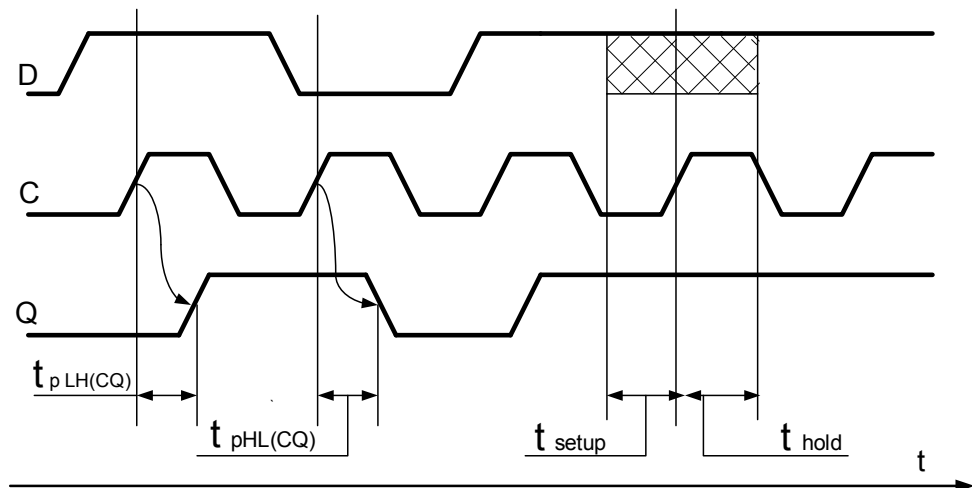 D
C
Q
t p LH(CQ)
t pHL(CQ)
t setup
t hold
t